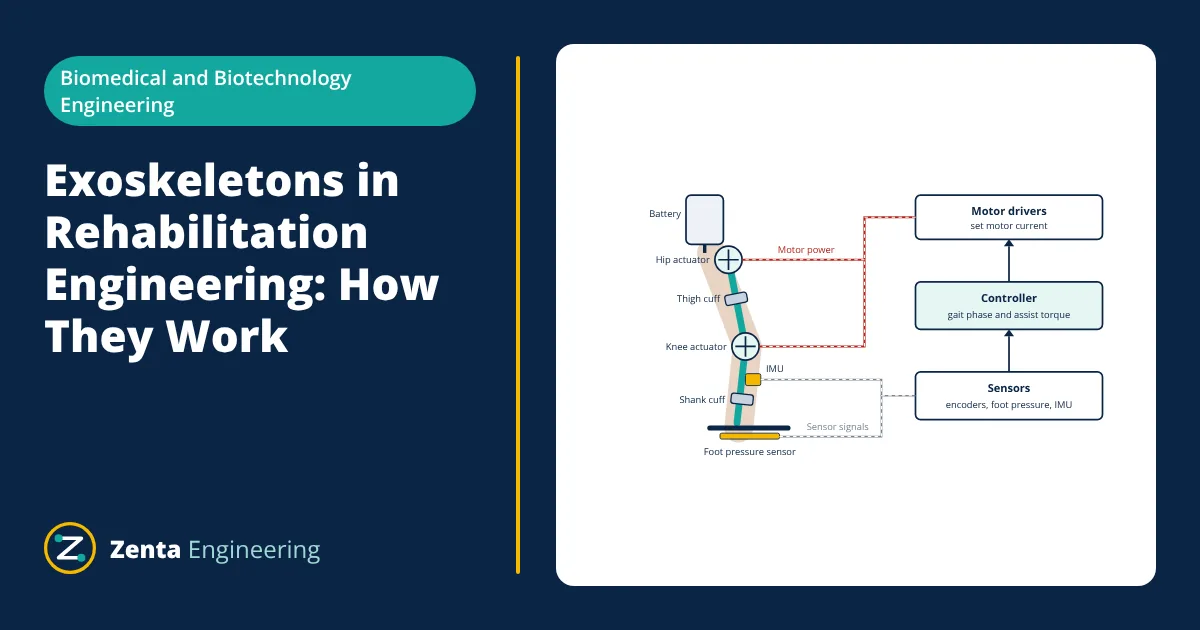 Biomedical and Biotechnology
Engineering
Exoskeletons in
Rehabilitation
Engineering: How
They Work
Zenta Engineering
Battery
Hip actuator
Thigh cuff
Knee actuator
IMU
Shank cuff
Foot pressure sensor
Motor power
Sensor signals
Motor drivers
set motor current
Controller
gait phase and assist torque
Sensors
encoders, foot pressure, IMU